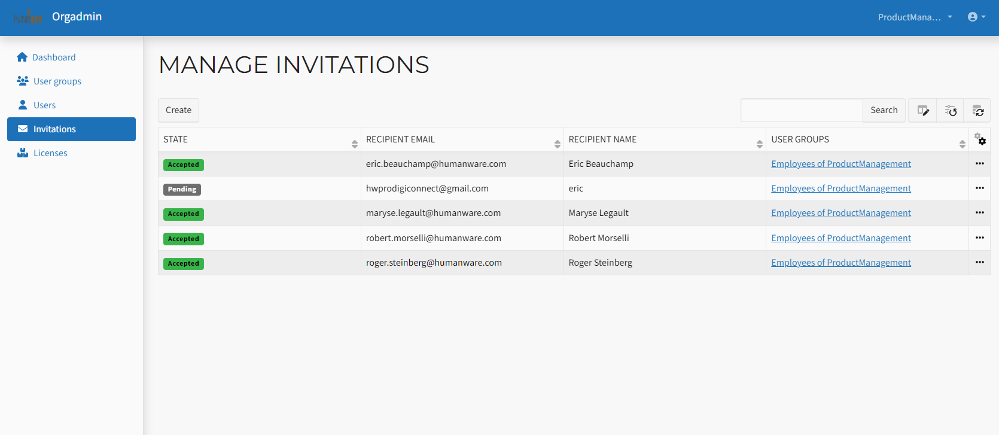 HumanWare Orgadmin ProductMana...
Dashboard
User groups
Users
Invitations
Licenses
MANAGE INVITATIONS
Create Search
STATE RECIPIENT EMAIL RECIPIENT NAME USER GROUPS
Accepted eric.beauchamp@humanware.com Eric Beauchamp Employees of ProductManagement
Pending hwprodigiconnect@gmail.com eric Employees of ProductManagement
Accepted maryse.legault@humanware.com Maryse Legault Employees of ProductManagement
Accepted robert.morselli@humanware.com Robert Morselli Employees of ProductManagement
Accepted roger.steinberg@humanware.com Roger Steinberg Employees of ProductManagement